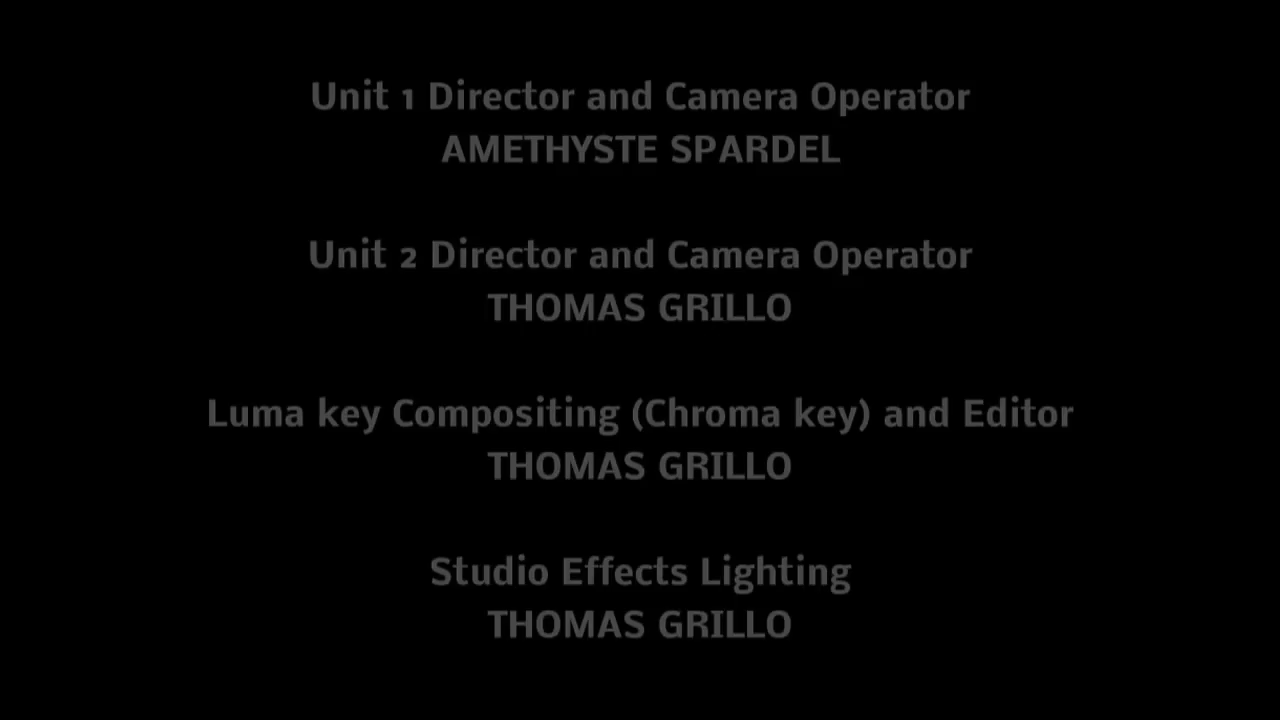 Unit 1 Director and Camera Operator
AMETHYSTE SPARDEL
Unit 2 Director and Camera Operator
THOMAS GRILLO
Luma key Compositing (Chroma key) and Editor
THOMAS GRILLO
Studio Effects Lighting
THOMAS GRILLO